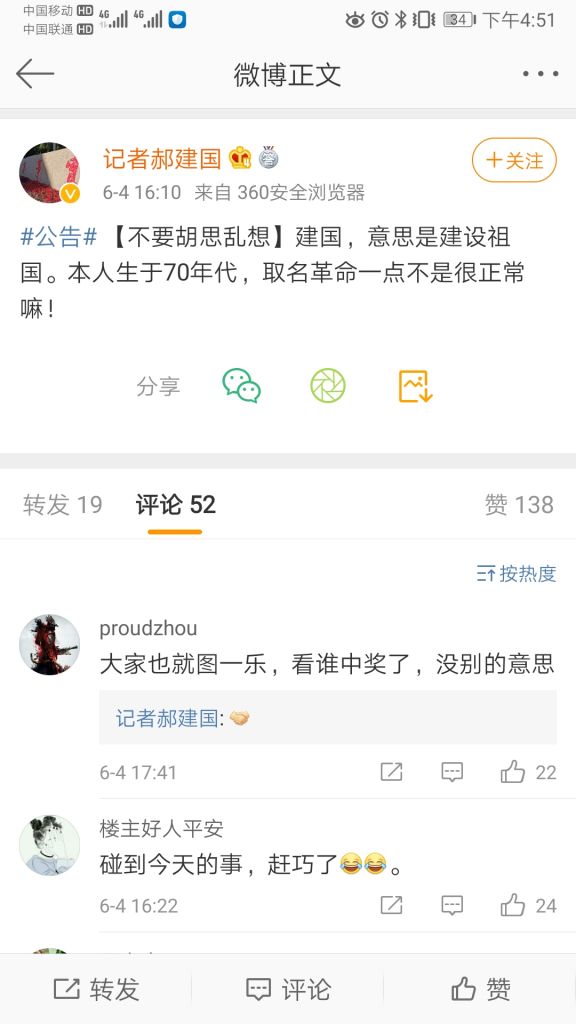 中国移动 HD 4G 4G 34 下午4:51
中国联通 HD
微博正文
记者郝建国
+关注
6-4 16:10 来自 360安全浏览器
#公告# 【不要胡思乱想】建国，意思是建设祖
国。本人生于70年代，取名革命一点不是很正常
嘛！
分享
转发 19 评论 52 赞 138
按热度
proudzhou
大家也就图一乐，看谁中奖了，没别的意思
记者郝建国:
6-4 17:41 22
楼主好人平安
碰到今天的事，赶巧了😂😂。
6-4 16:22 24
转发 评论 赞